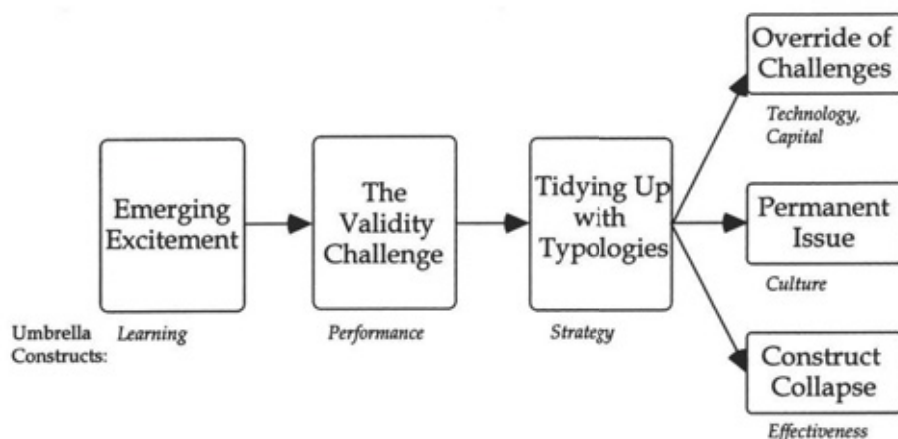 Override of
Challenges
Technology,
Capital
Emerging
Excitement
The
Validity
Challenge
Tidying Up
with
Typologies
Permanent
Issue
Culture
Umbrella
Constructs:
Learning
Performance
Strategy
Construct
Collapse
Effectiveness